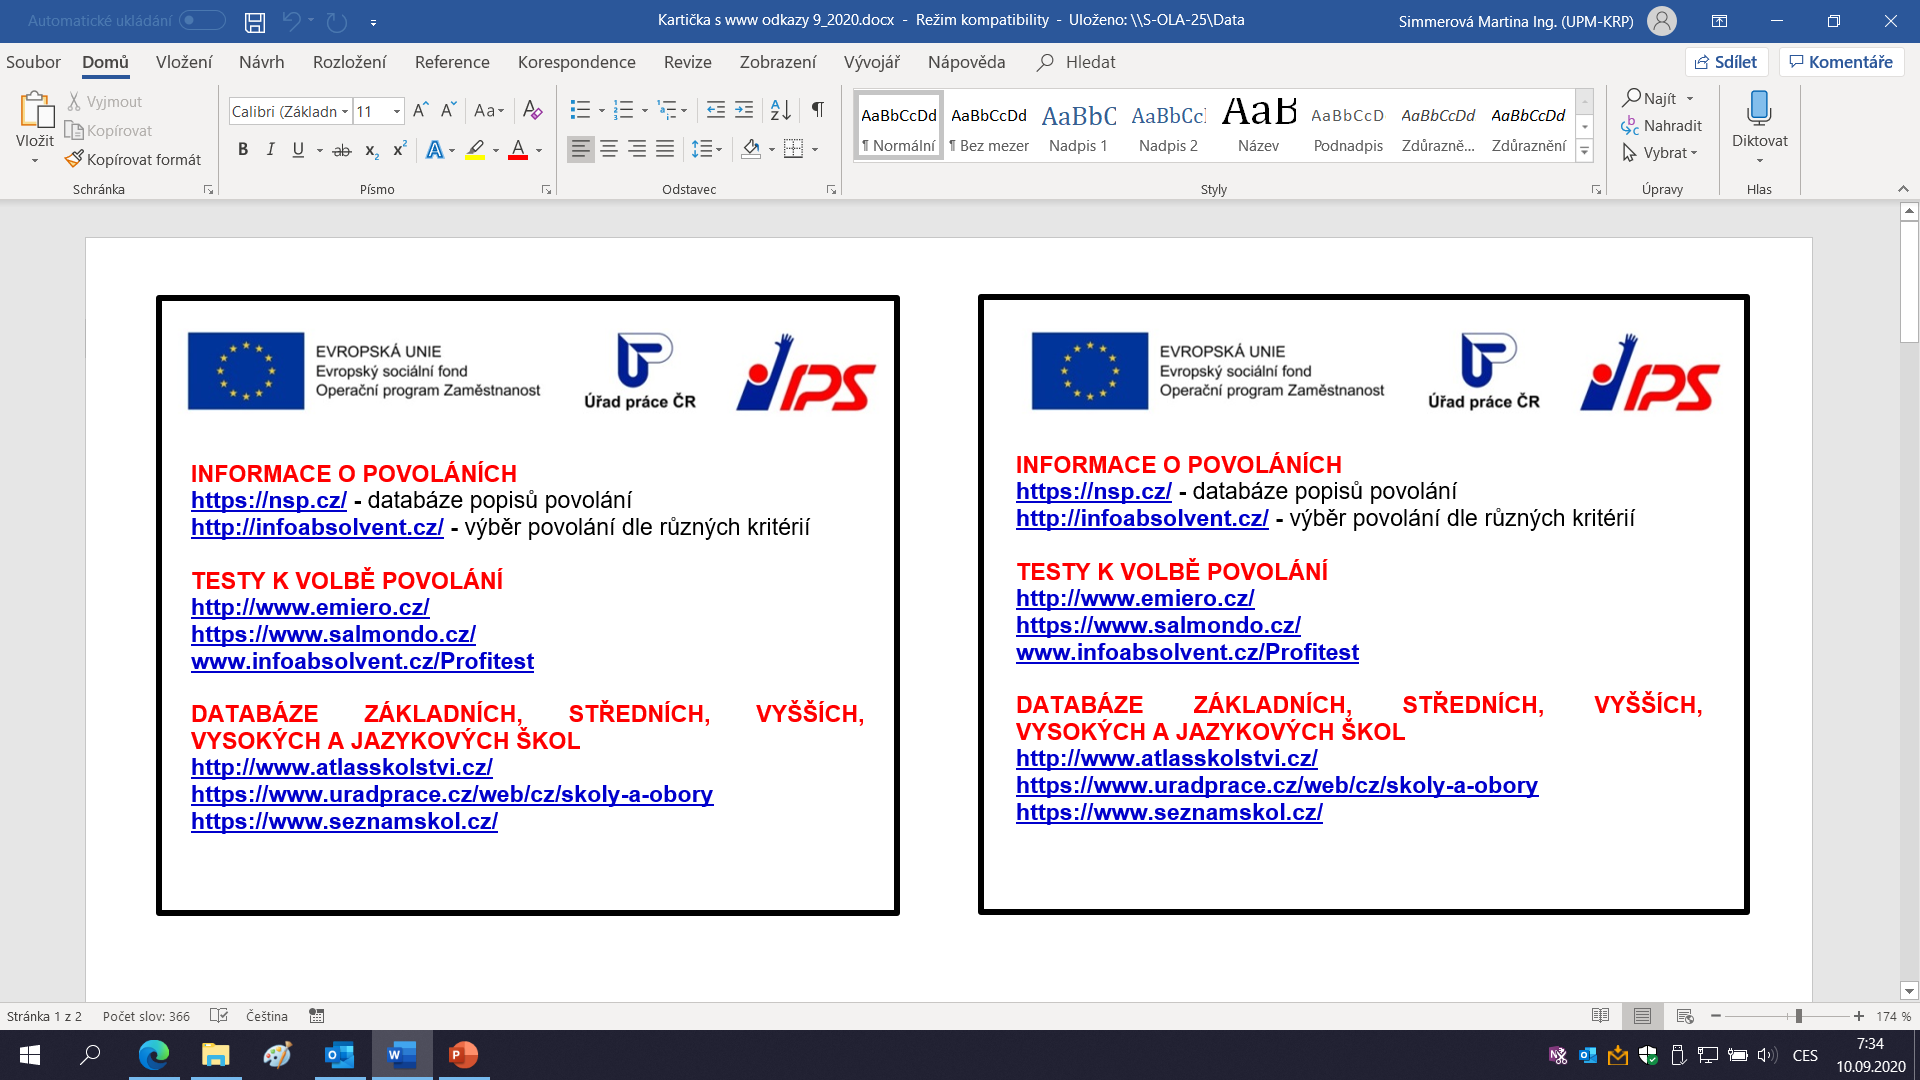 Automatické ukládání
Kartička s www odkazy 9_2020.docx - Režim kompatibility - Uloženo: \\S-OLA-25\Data
Simmerová Martina Ing. (UPM-KRP)
Soubor Domů Vložení Návrh Rozložení Reference Korespondence Revize Zobrazení Vývojář Nápověda Hledat
Sdílet Komentáře
Vložit
Vyjmout
Kopírovat
Kopírovat formát
Schránka
Calibri (Základn 11
Písmo
Odstavec
AaBbCcDd AaBbCcDd AaBbC AaBbCc AaB AaBbCcD AaBbCcDd AaBbCcDd
¶ Normální ¶ Bez mezer Nadpis 1 Nadpis 2 Název Podnadpis Zdůrazně... Zdůraznění
Styly
Najít
Nahradit
Vybrat
Úpravy
Diktovat
Hlas
EVROPSKÁ UNIE
Evropský sociální fond
Operační program Zaměstnanost
Úřad práce ČR
IPS
INFORMACE O POVOLÁNÍCH
https://nsp.cz/ - databáze popisů povolání
http://infoabsolvent.cz/ - výběr povolání dle různých kritérií
TESTY K VOLBĚ POVOLÁNÍ
http://www.emiero.cz/
https://www.salmondo.cz/
www.infoabsolvent.cz/Profitest
DATABÁZE ZÁKLADNÍCH, STŘEDNÍCH, VYŠŠÍCH,
VYSOKÝCH A JAZYKOVÝCH ŠKOL
http://www.atlasskolstvi.cz/
https://www.uradprace.cz/web/cz/skoly-a-obory
https://www.seznamskol.cz/
EVROPSKÁ UNIE
Evropský sociální fond
Operační program Zaměstnanost
Úřad práce ČR
IPS
INFORMACE O POVOLÁNÍCH
https://nsp.cz/ - databáze popisů povolání
http://infoabsolvent.cz/ - výběr povolání dle různých kritérií
TESTY K VOLBĚ POVOLÁNÍ
http://www.emiero.cz/
https://www.salmondo.cz/
www.infoabsolvent.cz/Profitest
DATABÁZE ZÁKLADNÍCH, STŘEDNÍCH, VYŠŠÍCH,
VYSOKÝCH A JAZYKOVÝCH ŠKOL
http://www.atlasskolstvi.cz/
https://www.uradprace.cz/web/cz/skoly-a-obory
https://www.seznamskol.cz/
Stránka 1 z 2 Počet slov: 366 Čeština
174 %
CES
7:34
10.09.2020